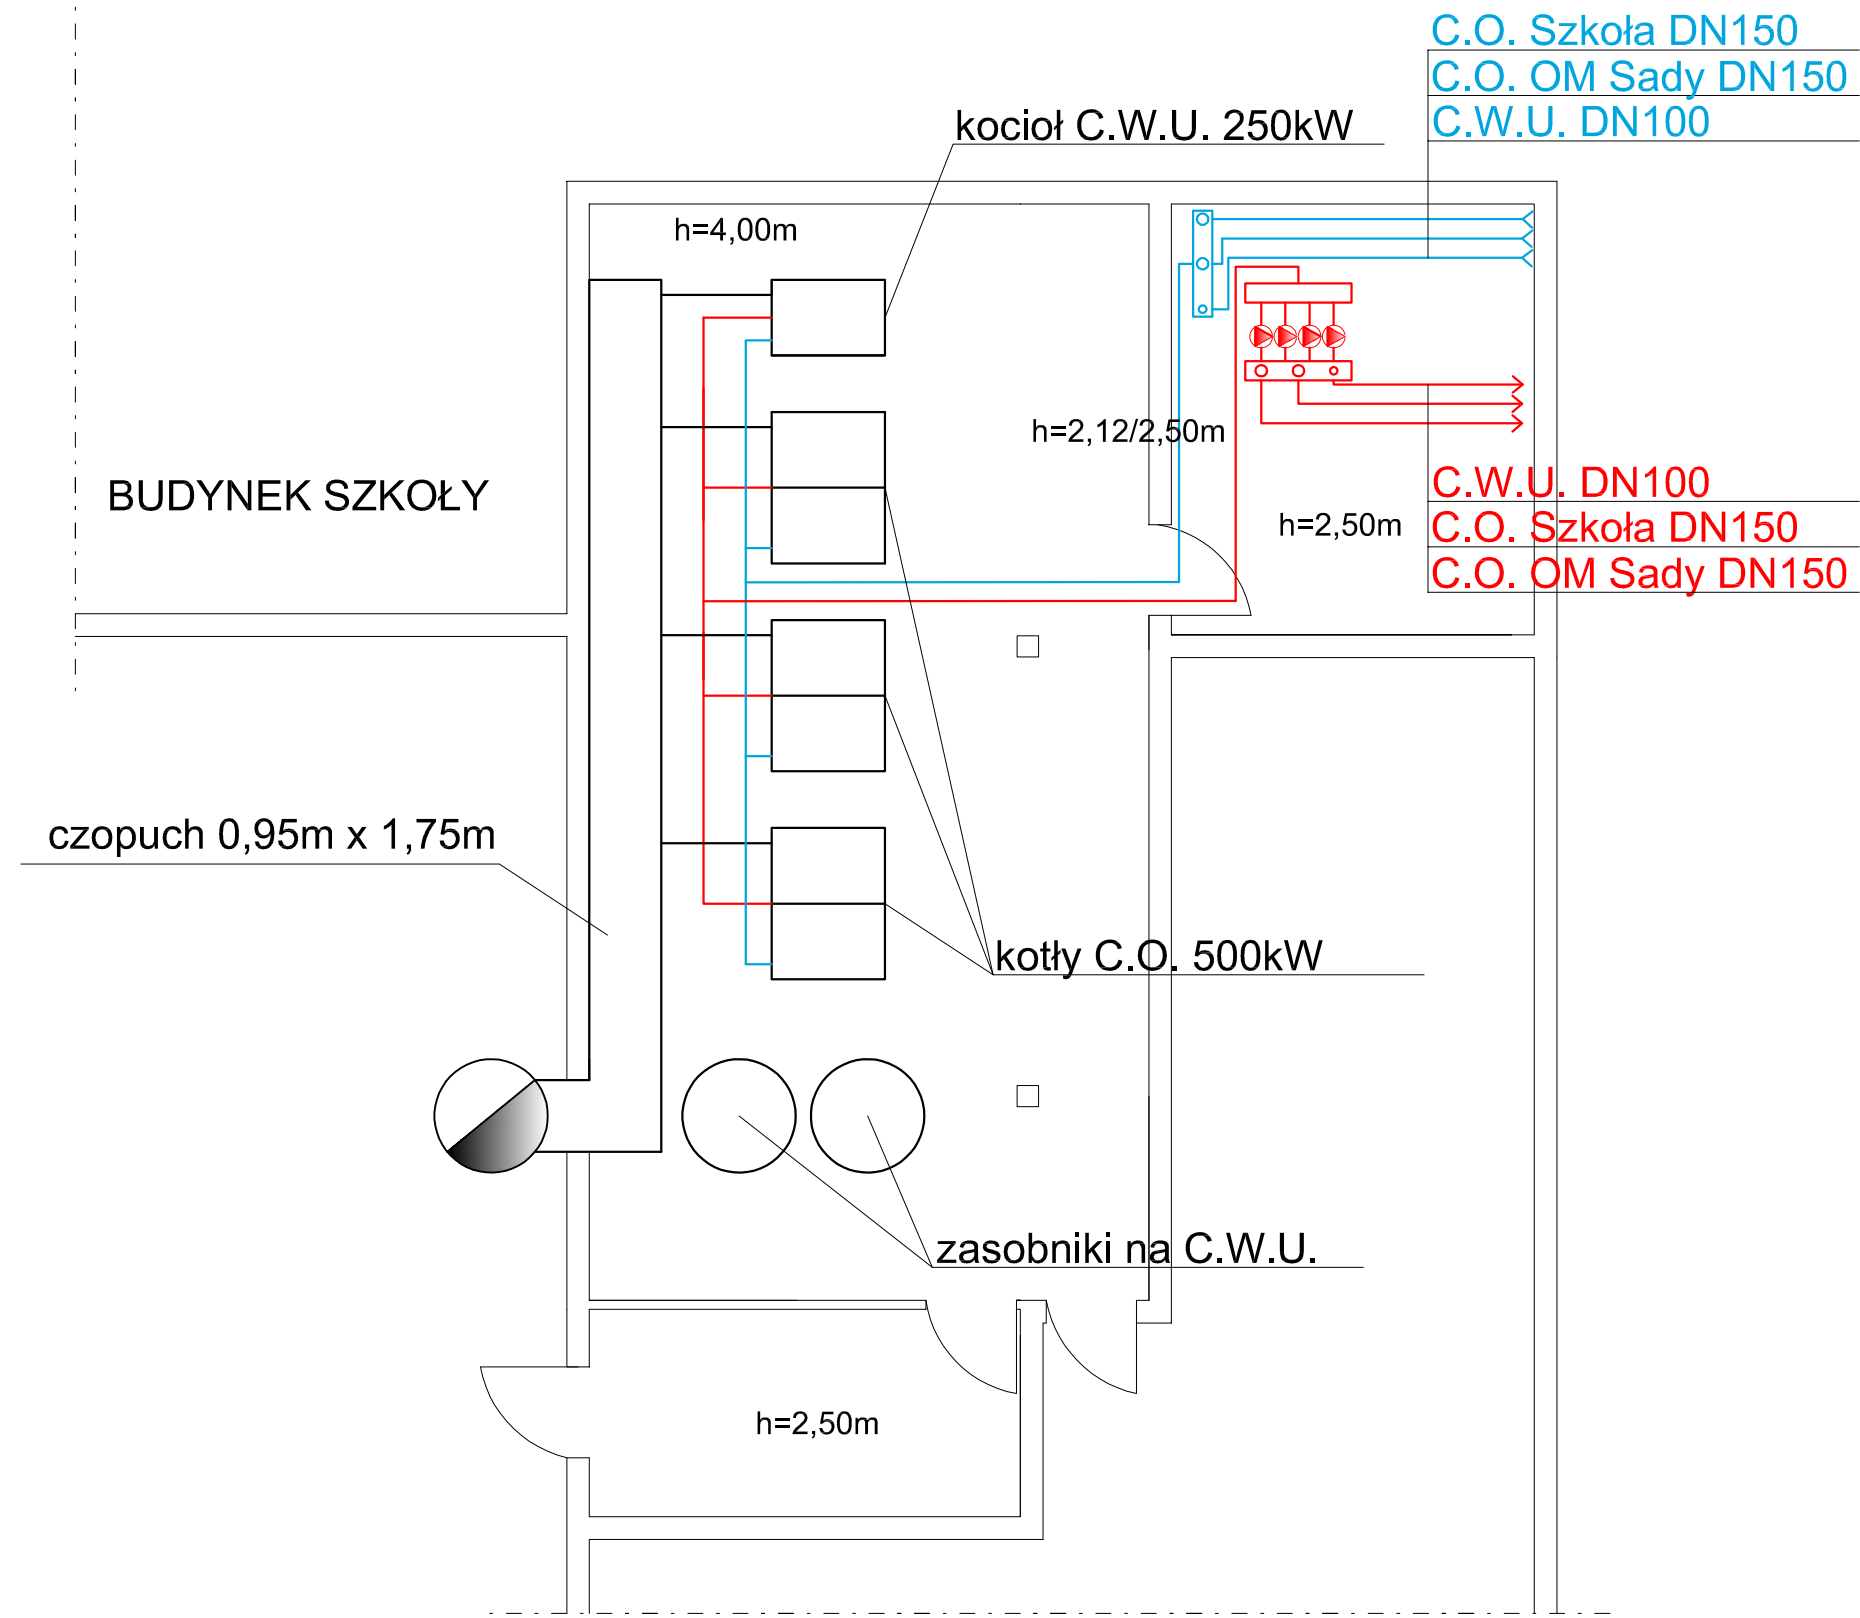 C.O. Szkoła DN150
C.O. OM Sady DN150
C.W.U. DN100
kocioł C.W.U. 250kW
h=4,00m
h=2,12/2,50m
BUDYNEK SZKOŁY
C.W.U. DN100
h=2,50m
C.O. Szkoła DN150
C.O. OM Sady DN150
czopuch 0,95m x 1,75m
kotły C.O. 500kW
zasobniki na C.W.U.
h=2,50m